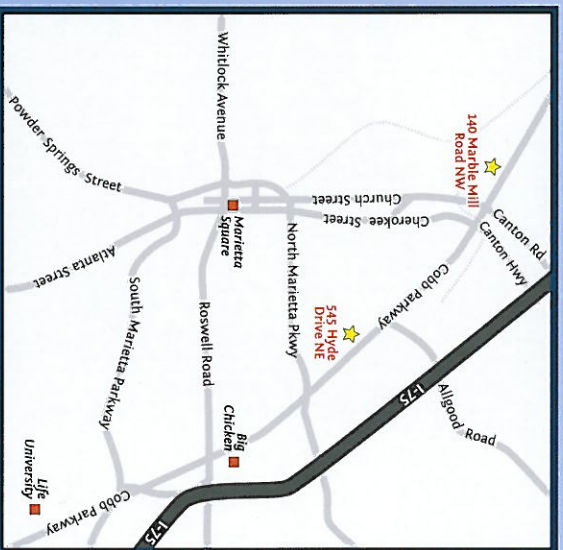 140 Marble Mill
Road NW
Canton Rd
Canton Hwy
Church Street
Cherokee Street
Cobb Parkway
Allgood Road
I-75
545 Hyde
Drive NE
North Marietta Pkwy
Whitlock Avenue
Marietta
Square
Roswell Road
Big
Chicken
Powder Springs Street
Atlanta Street
South Marietta Parkway
Cobb Parkway
Life
University
I-75